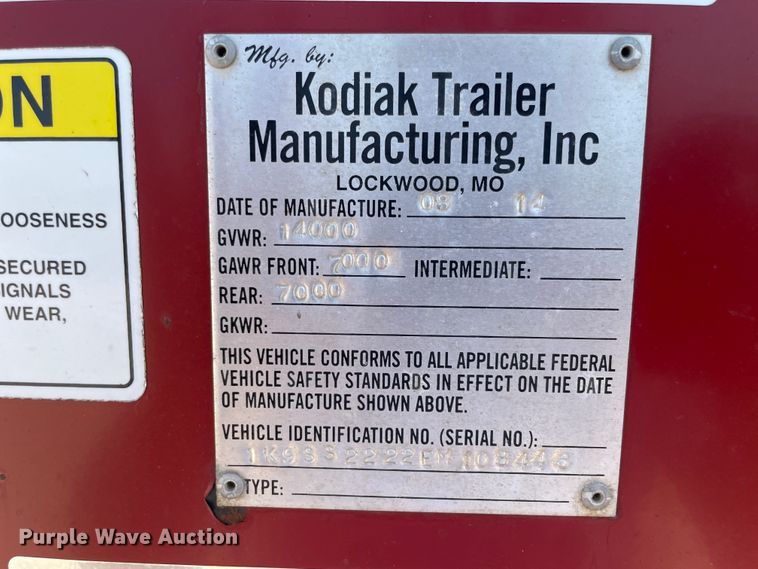 ON
OOSENESS
SECURED
IGNALS
WEAR,
Mfg. by:
Kodiak Trailer
Manufacturing, Inc
LOCKWOOD, MO
DATE OF MANUFACTURE: 14
GVWR: 14000
GAWR FRONT: 7000 INTERMEDIATE:
REAR: 7000
GKWR:
THIS VEHICLE CONFORMS TO ALL APPLICABLE FEDERAL
VEHICLE SAFETY STANDARDS IN EFFECT ON THE DATE
OF MANUFACTURE SHOWN ABOVE.
VEHICLE IDENTIFICATION NO. (SERIAL NO.):
TYPE:
Purple Wave Auction